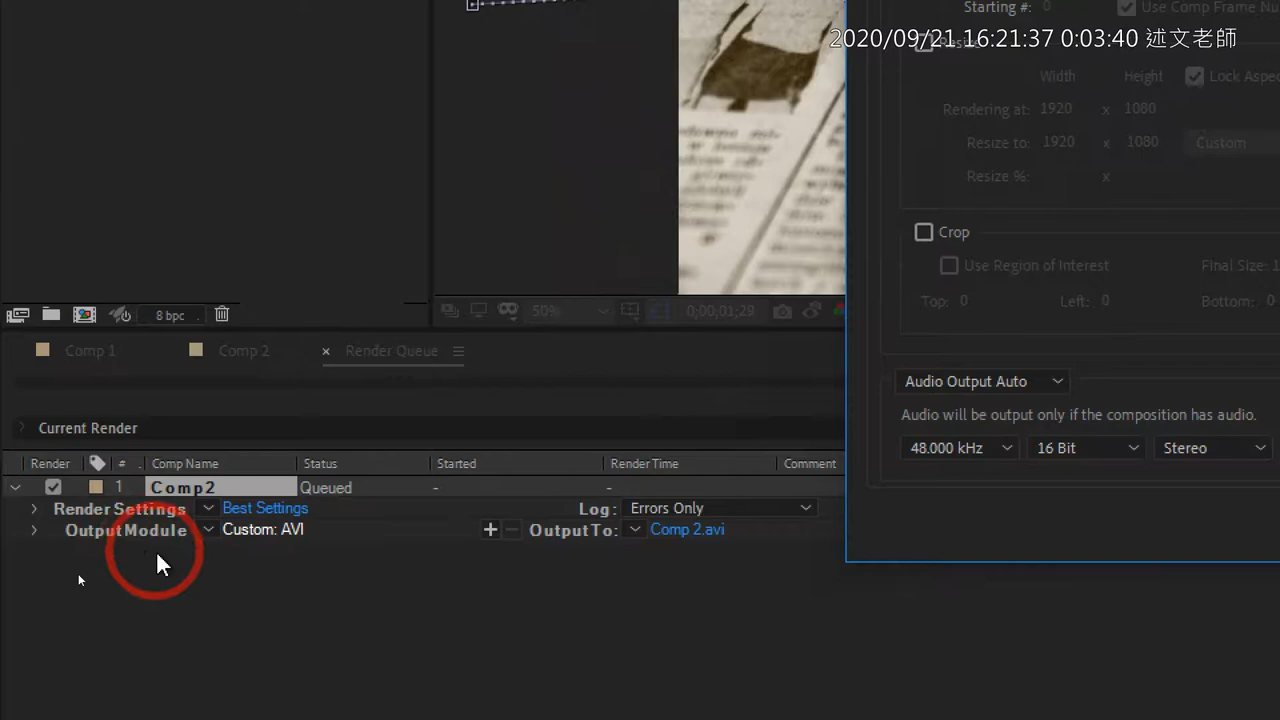 Starting #: 0
Use Comp Frame Nu
2020/09/21 16:21:37 0:03:40 述文老師
Resize
Width Height Lock Aspec
Rendering at: 1920 x 1080
Resize to: 1920 x 1080 Custom
Resize %: x
Crop
Use Region of Interest Final Size: 1
Top: 0 Left: 0 Bottom: 0
8 bpc
50% 0;00;01;29
Comp 1 Comp 2 × Render Queue
Audio Output Auto
Audio will be output only if the composition has audio.
48.000 kHz 16 Bit Stereo
Current Render
Render # Comp Name Status Started Render Time Comment
1 Comp 2 Queued - -
Render Settings Best Settings Log: Errors Only
Output Module Custom: AVI + Output To: Comp 2.avi